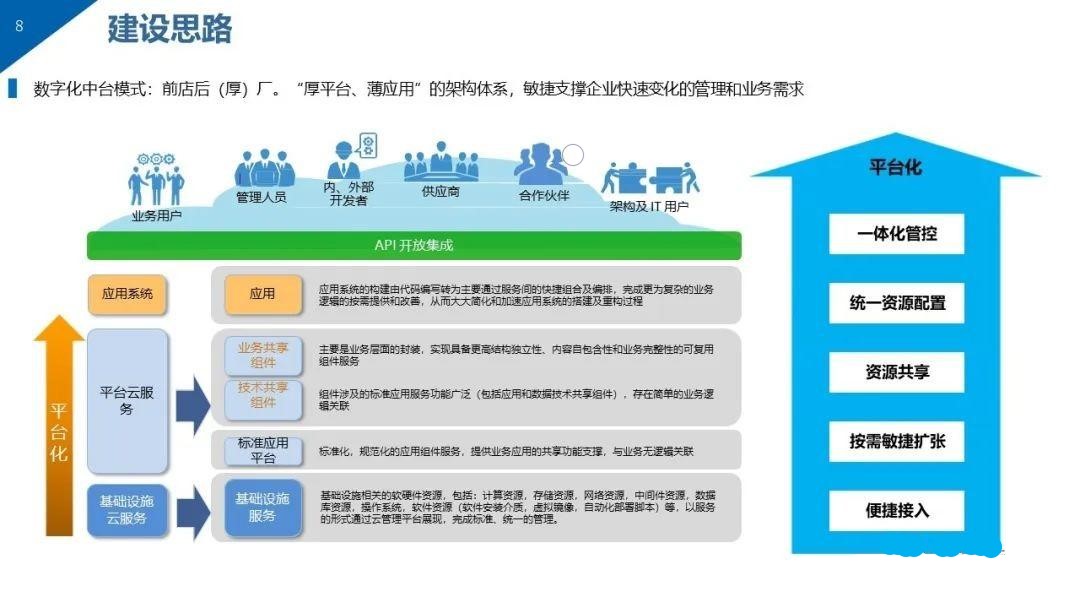 8
建设思路
数字化中台模式：前店后（厚）厂。“厚平台、薄应用”的架构体系，敏捷支撑企业快速变化的管理和业务需求
业务用户
管理人员
内、外部
开发者
供应商
合作伙伴
架构及 IT 用户
API 开放集成
应用系统
应用
应用系统的构建由代码编写转为主要通过服务间的快捷组合及编排，完成更为复杂的业务
逻辑的按需提供和改善，从而大大简化和加速应用系统的搭建及重构过程
平台化
平台云服
务
业务共享
组件
主要是业务层面的封装，实现具备更高结构独立性、内容自包含性和业务完整性的可复用
组件服务
技术共享
组件
组件涉及的标准应用服务功能广泛（包括应用和数据技术共享组件），存在简单的业务逻
辑关联
标准应用
平台
标准化，规范化的应用组件服务，提供业务应用的共享功能支撑，与业务无逻辑关联
基础设施
云服务
基础设施
服务
基础设施相关的软硬件资源，包括：计算资源，存储资源，网络资源，中间件资源，数据
库资源，操作系统，软件资源（软件安装介质，虚拟镜像，自动化部署脚本）等，以服务
的形式通过云管理平台展现，完成标准、统一的管理。
平台化
一体化管控
统一资源配置
资源共享
按需敏捷扩张
便捷接入